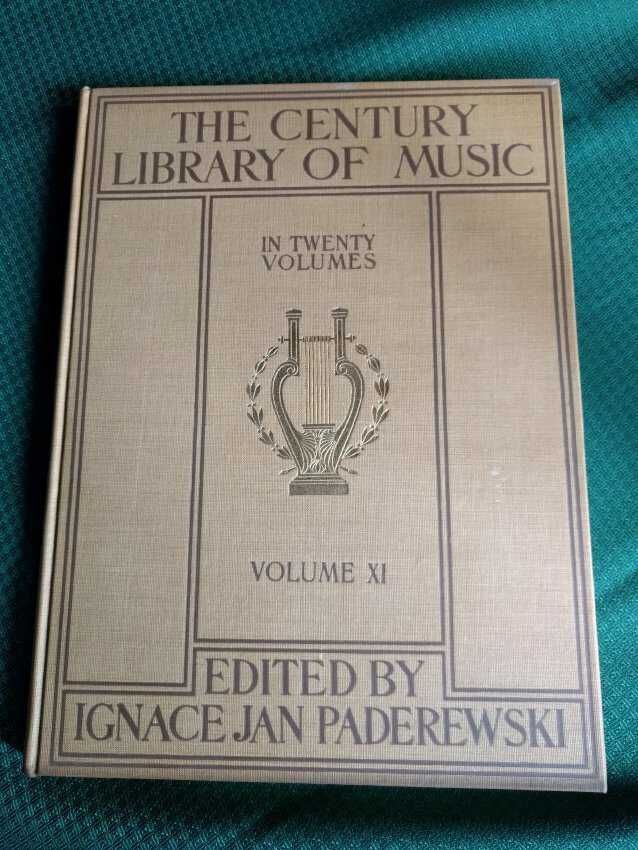 THE CENTURY
LIBRARY OF MUSIC
IN TWENTY
VOLUMES
VOLUME XI
EDITED BY
IGNACE JAN PADEREWSKI